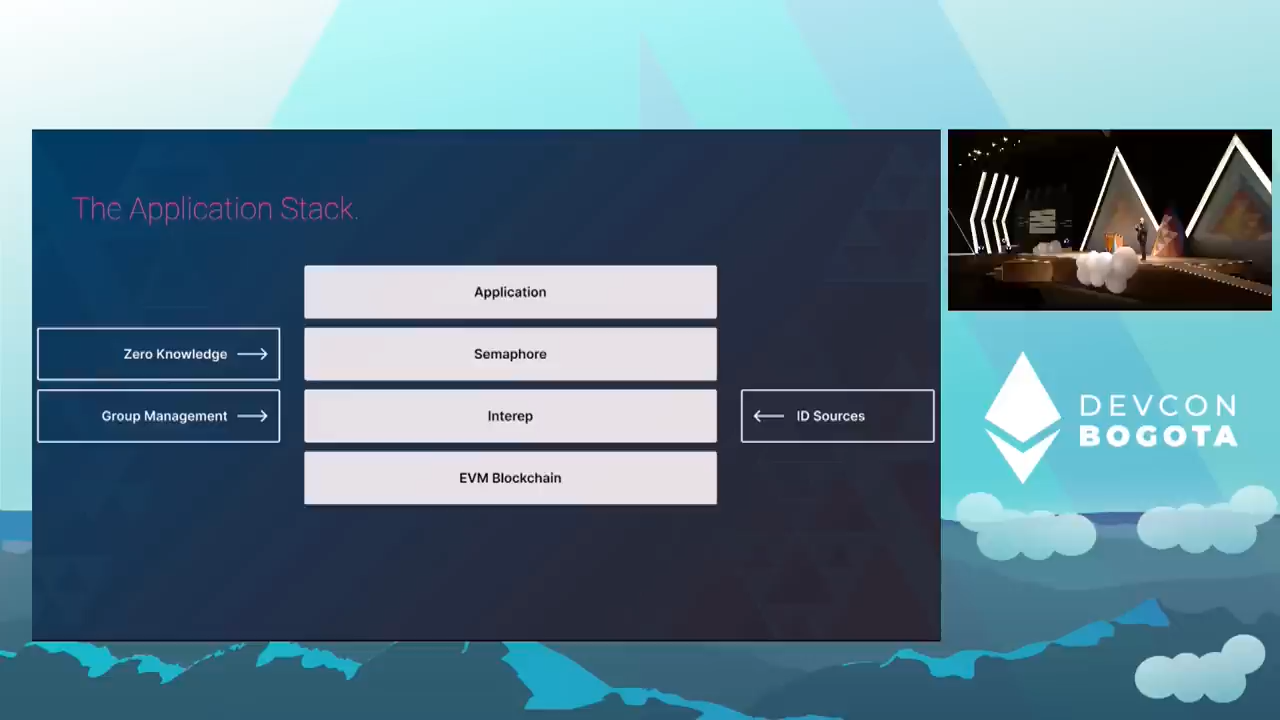 The Application Stack.
Application
Zero Knowledge
Semaphore
Group Management
Interep
ID Sources
EVM Blockchain
DEVCON
BOGOTA